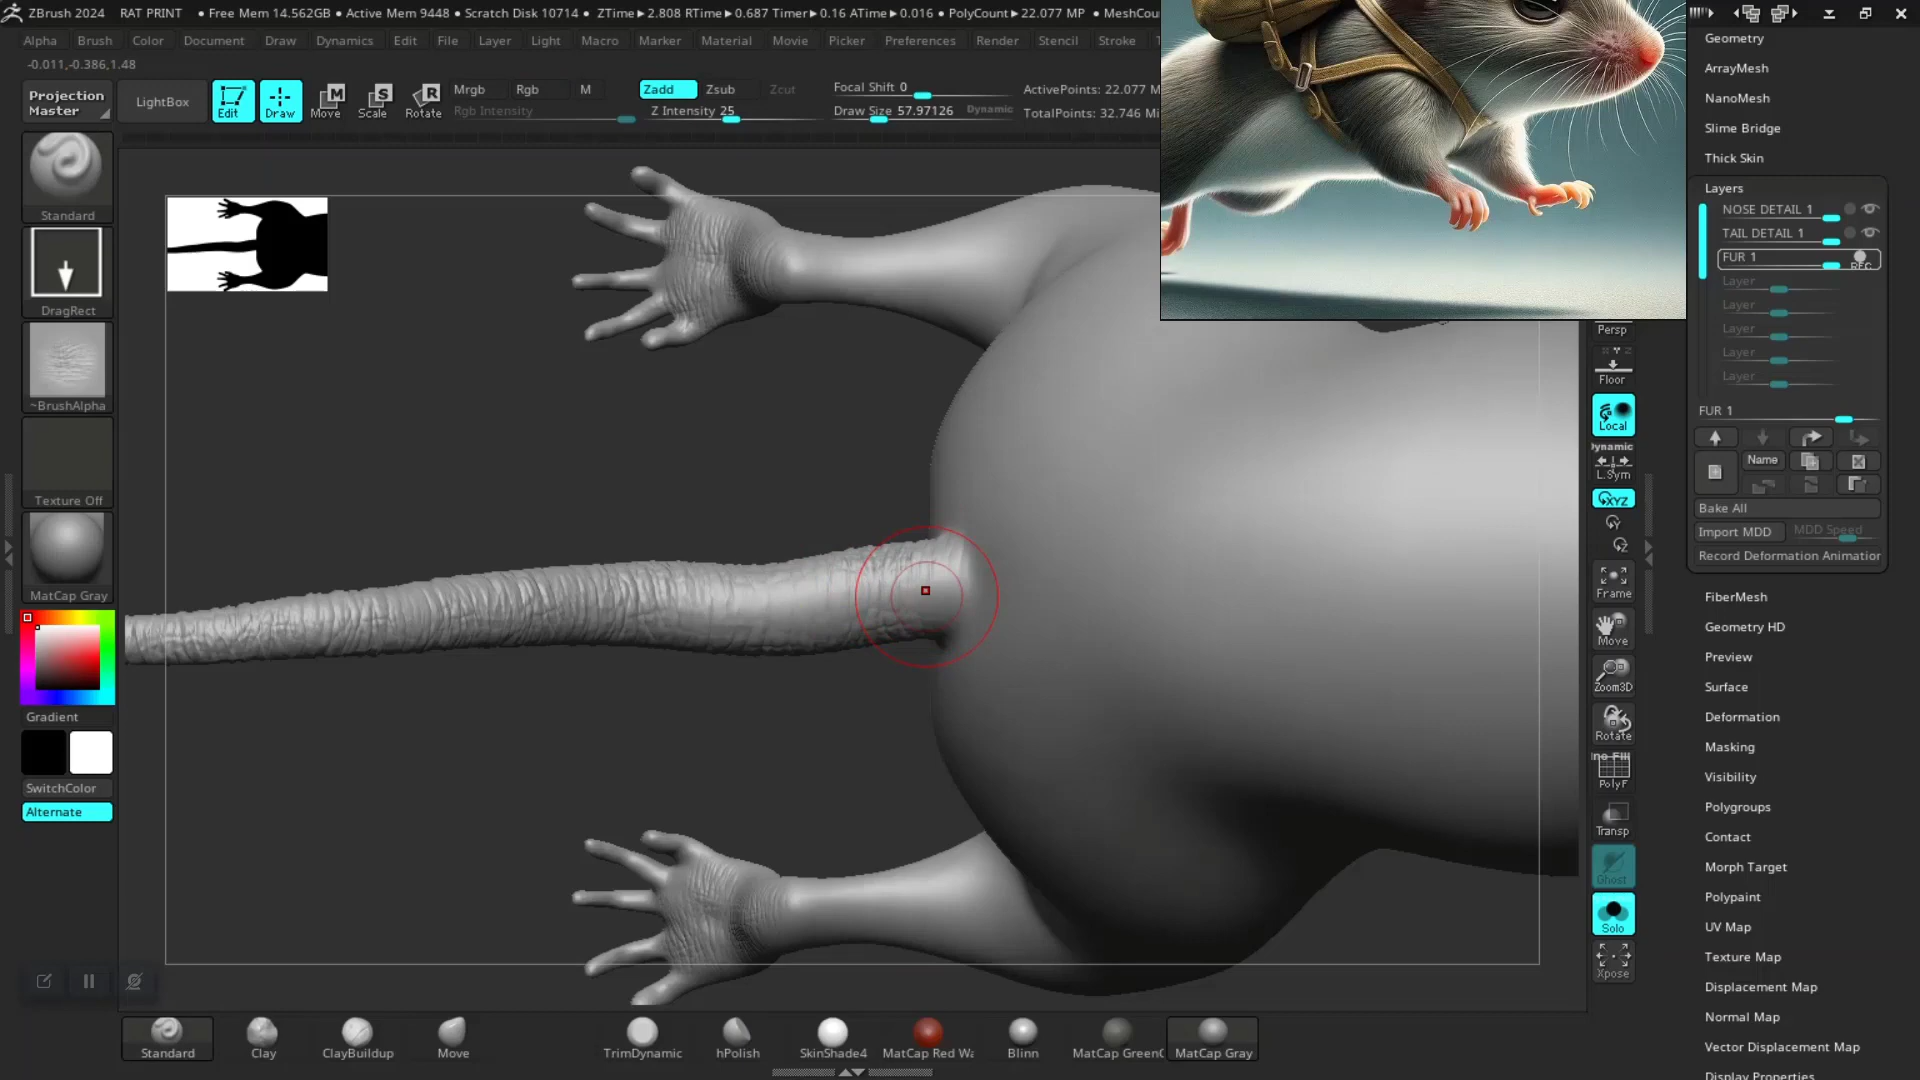 ZBrush 2024 RAT PRINT • Free Mem 14.562GB • Active Mem 9448 • Scratch Disk 10714 • ZTime▶2.808 RTime▶0.687 Timer▶0.16 ATime▶0.016 • PolyCount▶22.077 MP • MeshCou
Alpha Brush Color Document Draw Dynamics Edit File Layer Light Macro Marker Material Movie Picker Preferences Render Stencil Stroke
-0.011,-0.386,1.48
Projection Master
LightBox
Edit
Draw
Move
Scale
Rotate
M
S
R
Mrgb Rgb M
Rgb Intensity
Zadd Zsub Zcut
Z Intensity 25
Focal Shift 0
Draw Size 57.97126 Dynamic
ActivePoints: 22.077 M
TotalPoints: 32.746 Mi
Standard
DragRect
~BrushAlpha
Texture Off
MatCap Gray
Gradient
SwitchColor
Alternate
Standard
Clay
ClayBuildup
Move
TrimDynamic
hPolish
SkinShade4
MatCap Red Wa
Blinn
MatCap GreenC
MatCap Gray
Persp
Floor
Local
Dynamic
L.Sym
XYZ
Y
Z
Frame
Move
Zoom3D
Rotate
ine Fill
PolyF
Transp
Ghost
Solo
Xpose
Geometry
ArrayMesh
NanoMesh
Slime Bridge
Thick Skin
Layers
NOSE DETAIL 1
TAIL DETAIL 1
FUR 1
REC
Layer
Layer
Layer
Layer
Layer
FUR 1
Name
Bake All
Import MDD MDD Speed
Record Deformation Animation
FiberMesh
Geometry HD
Preview
Surface
Deformation
Masking
Visibility
Polygroups
Contact
Morph Target
Polypaint
UV Map
Texture Map
Displacement Map
Normal Map
Vector Displacement Map
Display Properties